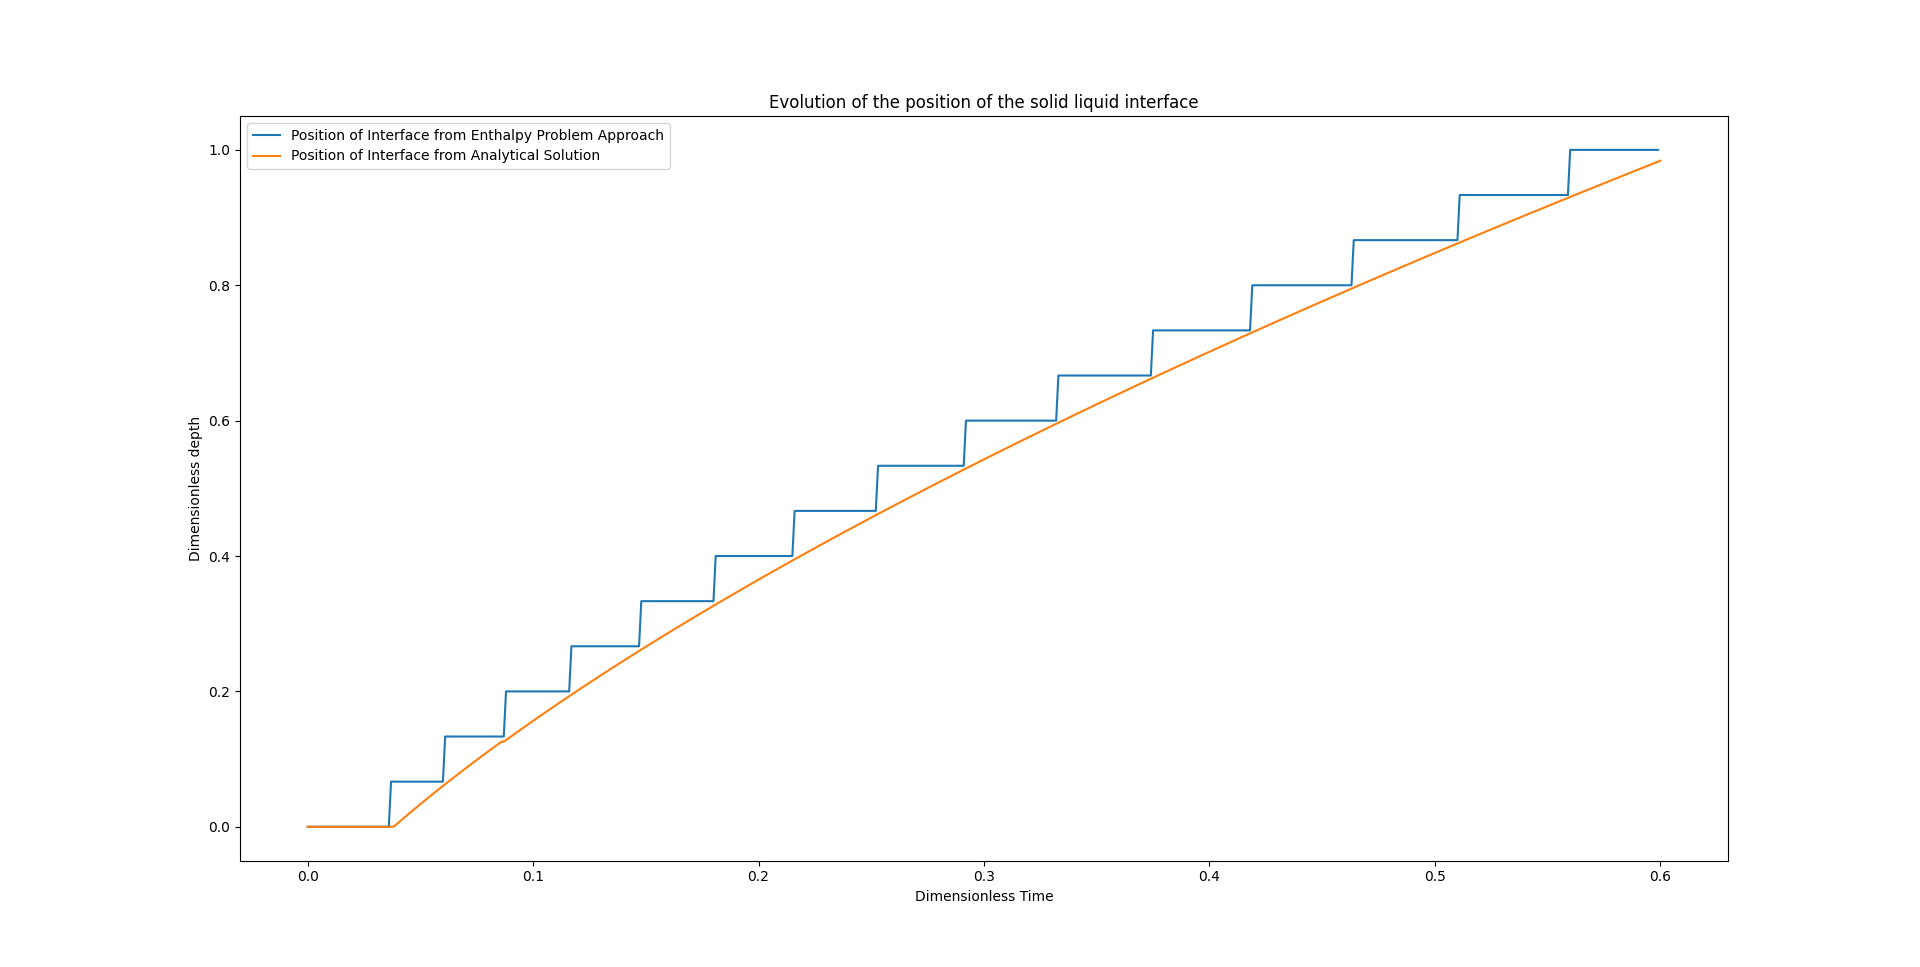 Evolution of the position of the solid liquid interface
Position of Interface from Enthalpy Problem Approach
Position of Interface from Analytical Solution
1.0
0.8
0.6
0.4
0.2
0.0
Dimensionless depth
0.0 0.1 0.2 0.3 0.4 0.5 0.6
Dimensionless Time